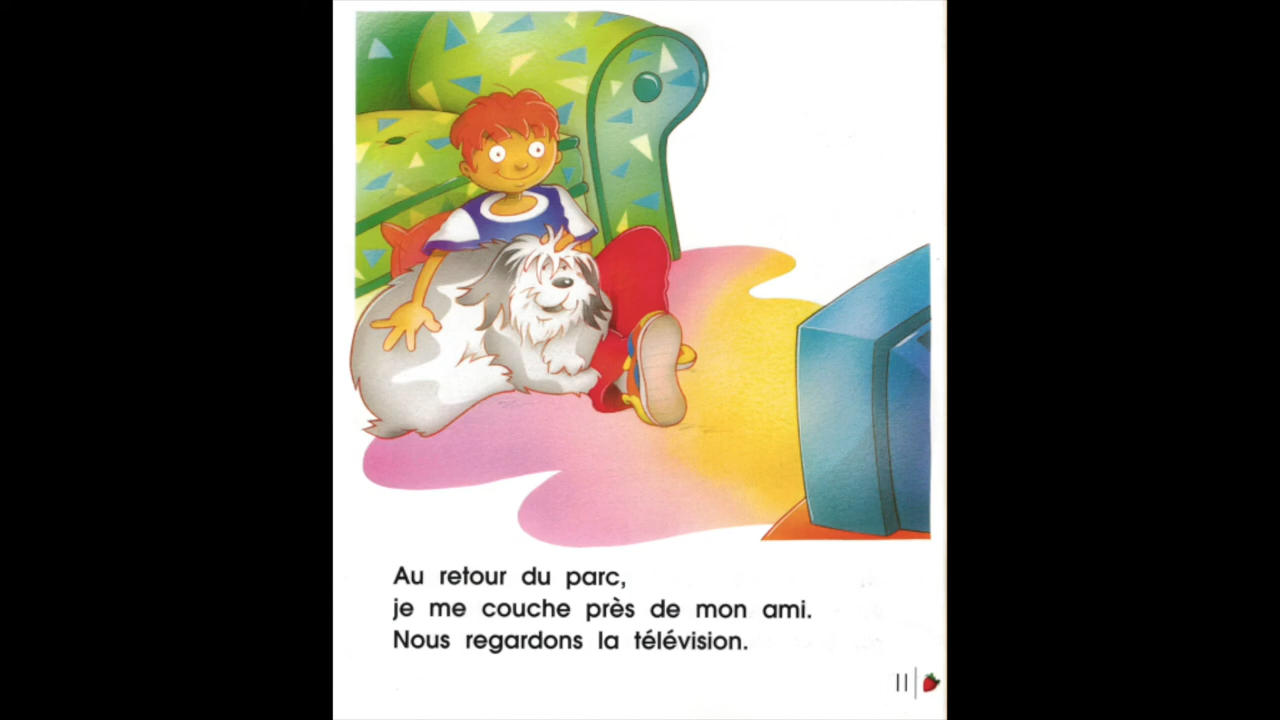 Au retour du parc,
je me couche près de mon ami.
Nous regardons la télévision.
11